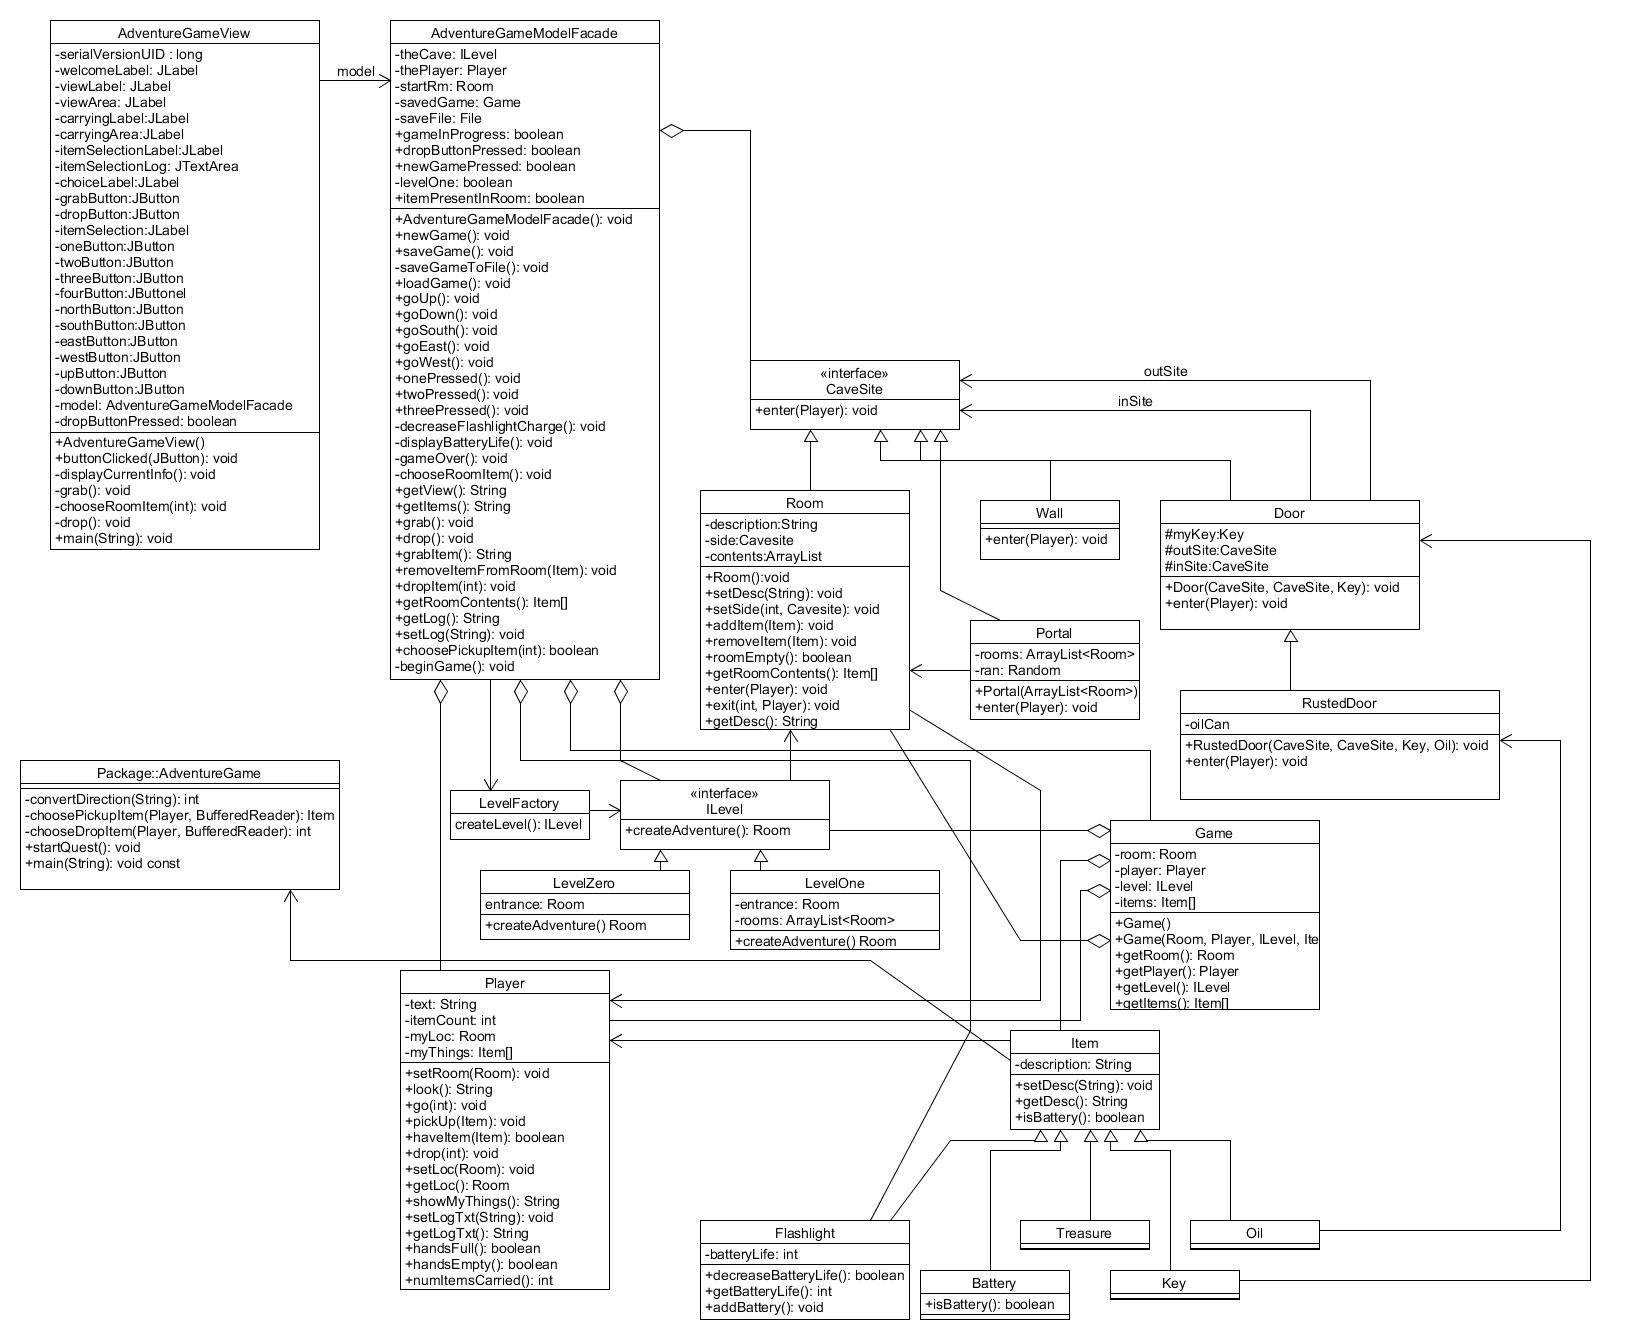 AdventureGameView
-serialVersionUID : long
-welcomeLabel: JLabel
-viewLabel: JLabel
-viewArea: JLabel
-carryingLabel:JLabel
-carryingArea:JLabel
-itemSelectionLabel:JLabel
-itemSelectionLog: JTextArea
-choiceLabel:JLabel
-grabButton:JButton
-dropButton:JButton
-itemSelection:JLabel
-oneButton:JButton
-twoButton:JButton
-threeButton:JButton
-fourButton:JButtonel
-northButton:JButton
-southButton:JButton
-eastButton:JButton
-westButton:JButton
-upButton:JButton
-downButton:JButton
-model: AdventureGameModelFacade
-dropButtonPressed: boolean
+AdventureGameView()
+buttonClicked(JButton): void
-displayCurrentInfo(): void
-grab(): void
-chooseRoomItem(int): void
-drop(): void
+main(String): void
model
AdventureGameModelFacade
-theCave: ILevel
-thePlayer: Player
-startRm: Room
-savedGame: Game
-saveFile: File
+gameInProgress: boolean
+dropButtonPressed: boolean
+newGamePressed: boolean
-levelOne: boolean
+itemPresentInRoom: boolean
+AdventureGameModelFacade(): void
+newGame(): void
+saveGame(): void
-saveGameToFile(): void
+loadGame(): void
+goUp(): void
+goDown(): void
+goSouth(): void
+goEast(): void
+goWest(): void
+onePressed(): void
+twoPressed(): void
+threePressed(): void
-decreaseFlashlightCharge(): void
-displayBatteryLife(): void
-gameOver(): void
-chooseRoomItem(): void
+getView(): String
+getItems(): String
+grab(): void
+drop(): void
+grabItem(): String
+removeItemFromRoom(Item): void
+dropItem(int): void
+getRoomContents(): Item[]
+getLog(): String
+setLog(String): void
+choosePickupItem(int): boolean
-beginGame(): void
«interface»
CaveSite
+enter(Player): void
outSite
inSite
Room
-description:String
-side:Cavesite
-contents:ArrayList
+Room():void
+setDesc(String): void
+setSide(int, Cavesite): void
+addItem(Item): void
+removeItem(Item): void
+roomEmpty(): boolean
+getRoomContents(): Item[]
+enter(Player): void
+exit(int, Player): void
+getDesc(): String
Wall
+enter(Player): void
Door
#myKey:Key
#outSite:CaveSite
#inSite:CaveSite
+Door(CaveSite, CaveSite, Key): void
+enter(Player): void
Portal
-rooms: ArrayList<Room>
-ran: Random
+Portal(ArrayList<Room>)
+enter(Player): void
RustedDoor
-oilCan
+RustedDoor(CaveSite, CaveSite, Key, Oil): void
+enter(Player): void
Package::AdventureGame
-convertDirection(String): int
-choosePickupItem(Player, BufferedReader): Item
-chooseDropItem(Player, BufferedReader): int
+startQuest(): void
+main(String): void const
LevelFactory
createLevel(): ILevel
«interface»
ILevel
+createAdventure(): Room
LevelZero
entrance: Room
+createAdventure() Room
LevelOne
-entrance: Room
-rooms: ArrayList<Room>
+createAdventure() Room
Game
-room: Room
-player: Player
-level: ILevel
-items: Item[]
+Game()
+Game(Room, Player, ILevel, Ite
+getRoom(): Room
+getPlayer(): Player
+getLevel(): ILevel
+getItems(): Item[]
Player
-text: String
-itemCount: int
-myLoc: Room
-myThings: Item[]
+setRoom(Room): void
+look(): String
+go(int): void
+pickUp(Item): void
+haveItem(Item): boolean
+drop(int): void
+setLoc(Room): void
+getLoc(): Room
+showMyThings(): String
+setLogTxt(String): void
+getLogTxt(): String
+handsFull(): boolean
+handsEmpty(): boolean
+numItemsCarried(): int
Item
-description: String
+setDesc(String): void
+getDesc(): String
+isBattery(): boolean
Flashlight
-batteryLife: int
+decreaseBatteryLife(): boolean
+getBatteryLife(): int
+addBattery(): void
Battery
+isBattery(): boolean
Treasure
Key
Oil